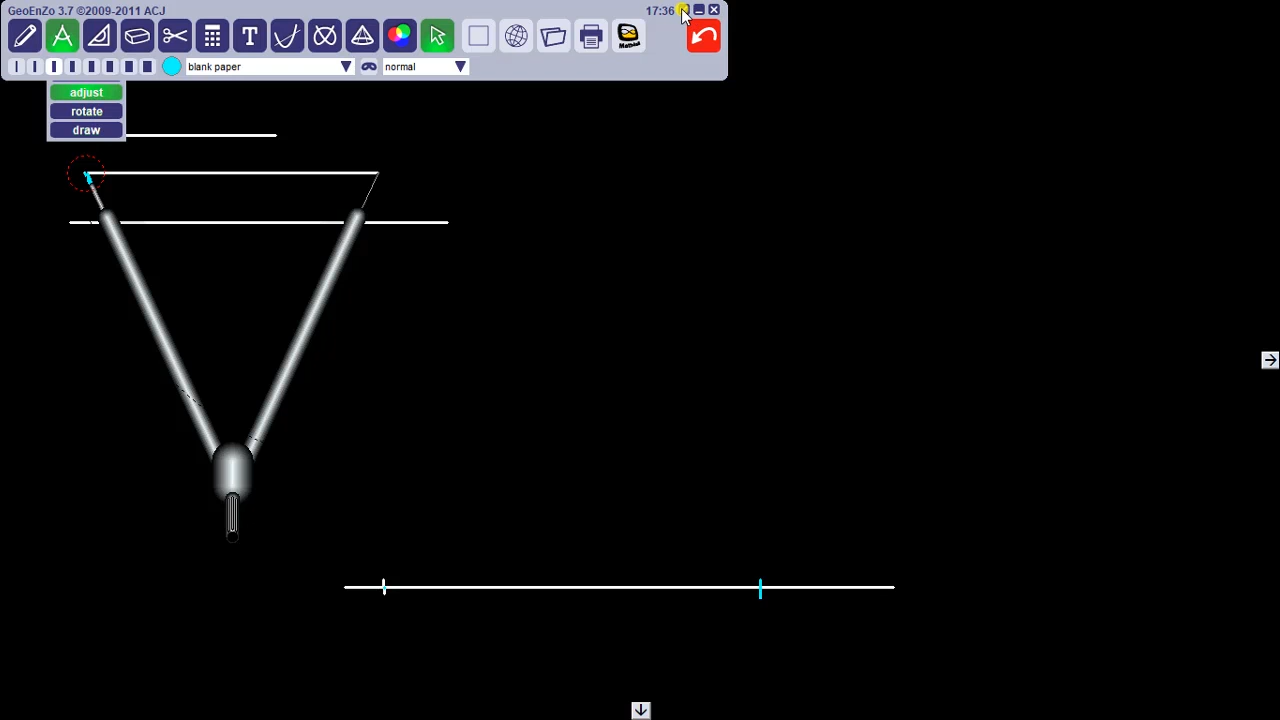 GeoEnZo 3.7 ©2009-2011 ACJ
17:36
T
blank paper
normal
adjust
rotate
draw